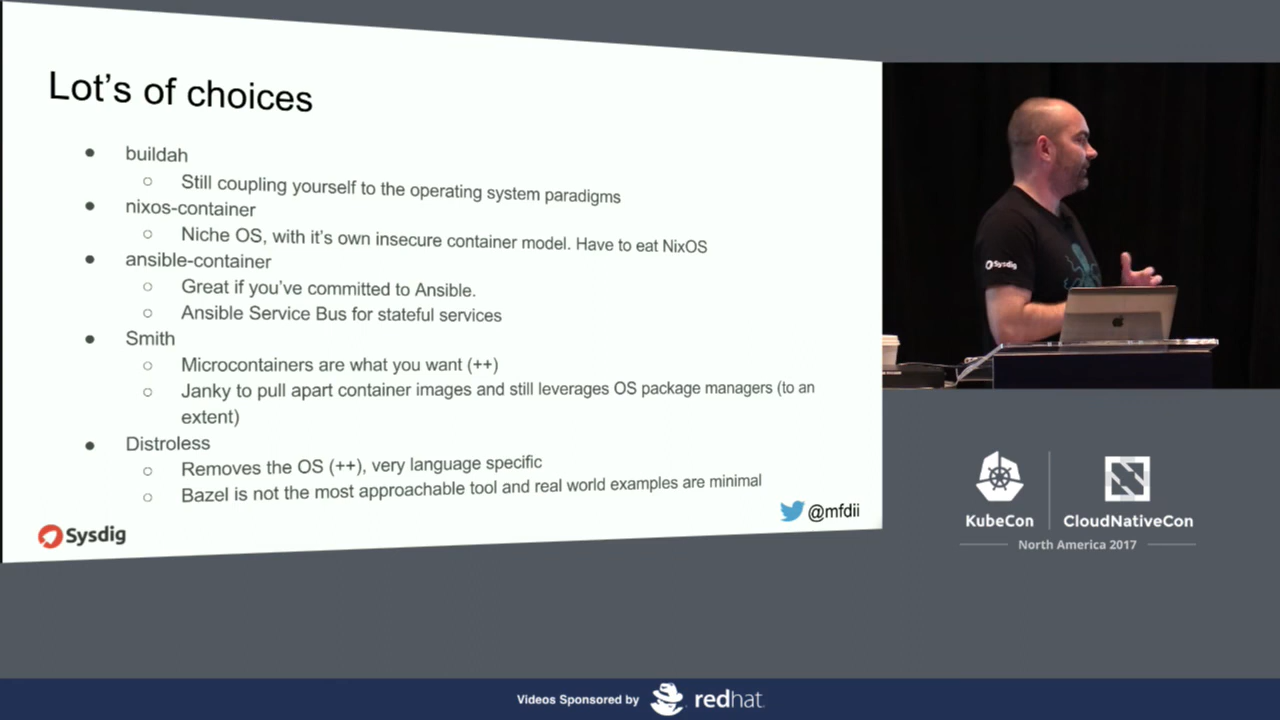 Lot's of choices
buildah
Still coupling yourself to the operating system paradigms
nixos-container
Niche OS, with it's own insecure container model. Have to eat NixOS
ansible-container
Great if you've committed to Ansible.
Ansible Service Bus for stateful services
Smith
Microcontainers are what you want (++)
Janky to pull apart container images and still leverages OS package managers (to an
extent)
Distroless
Removes the OS (++), very language specific
Bazel is not the most approachable tool and real world examples are minimal
@mfdii
Sysdig
Sysdig
KubeCon
CloudNativeCon
North America 2017
Videos Sponsored by
redhat.